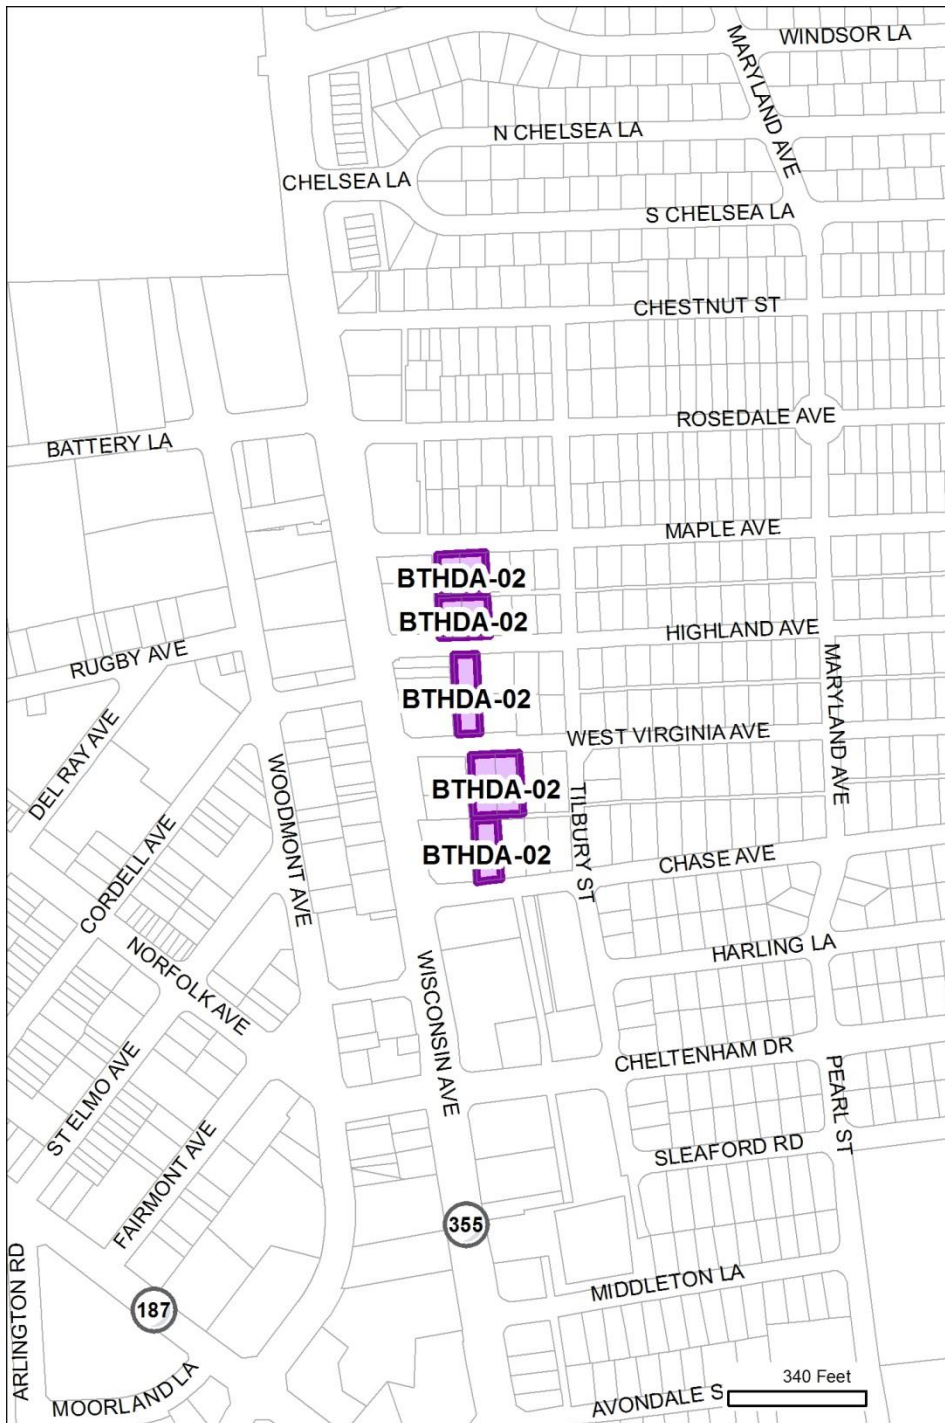 WINDSOR LA
MARYLAND AVE
N CHELSEA LA
CHELSEA LA
S CHELSEA LA
CHESTNUT ST
ROSEDALE AVE
BATTERY LA
MAPLE AVE
BTHDA-02
BTHDA-02
HIGHLAND AVE
RUGBY AVE
BTHDA-02
MARYLAND AVE
DEL RAY AVE
WEST VIRGINIA AVE
WOODMONT AVE
BTHDA-02
TILBURY ST
CORDELL AVE
BTHDA-02
CHASE AVE
NORFOLK AVE
HARLING LA
WISCONSIN AVE
CHELTENHAM DR
ST ELMO AVE
PEARL ST
FAIRMONT AVE
SLEAFORD RD
355
ARLINGTON RD
187
MIDDLETON LA
MOORLAND LA
340 Feet
AVONDALE S